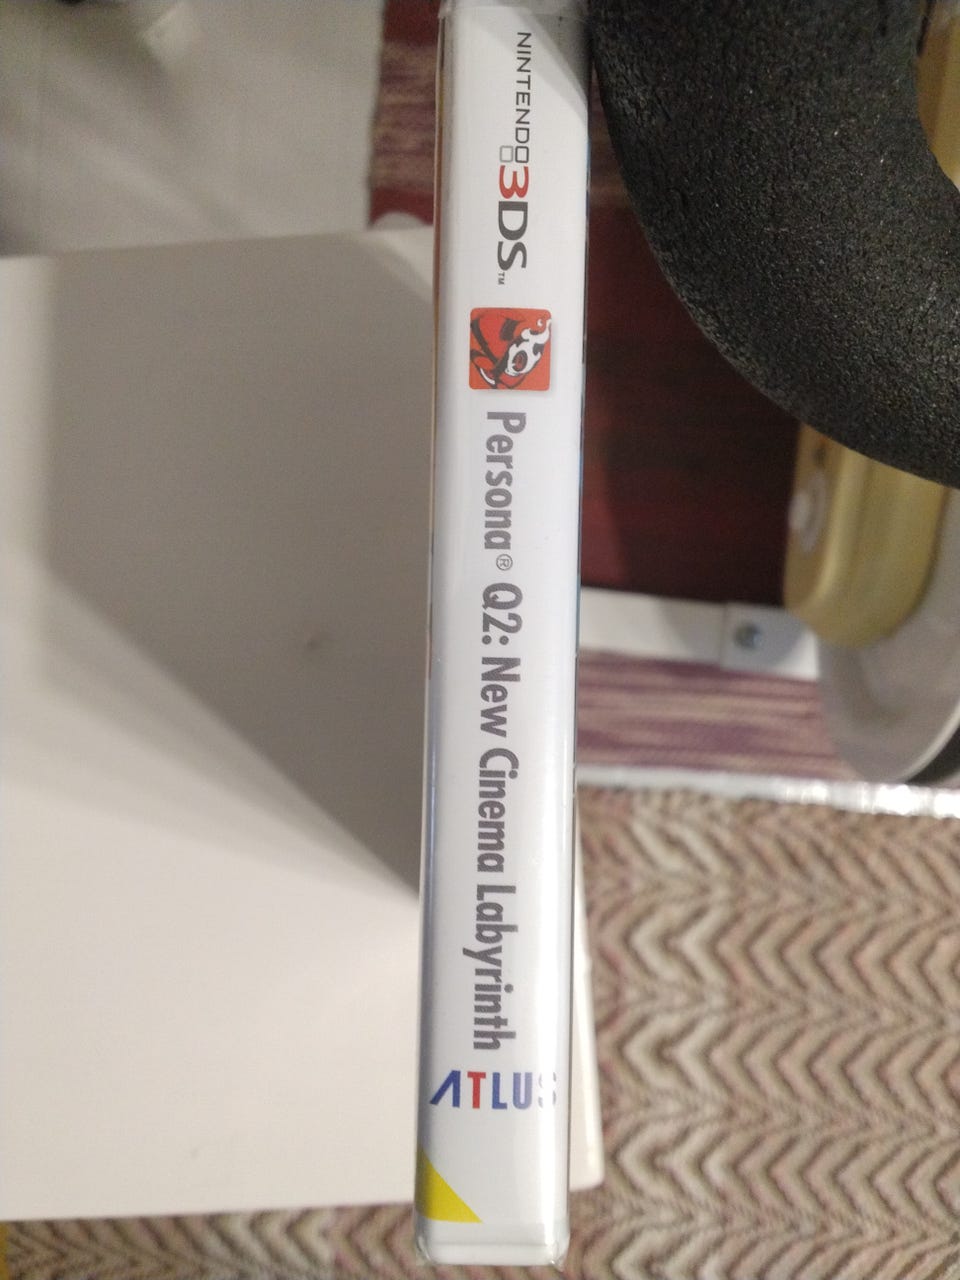 NINTENDO 3DS™
Persona® Q2: New Cinema Labyrinth
ATLUS